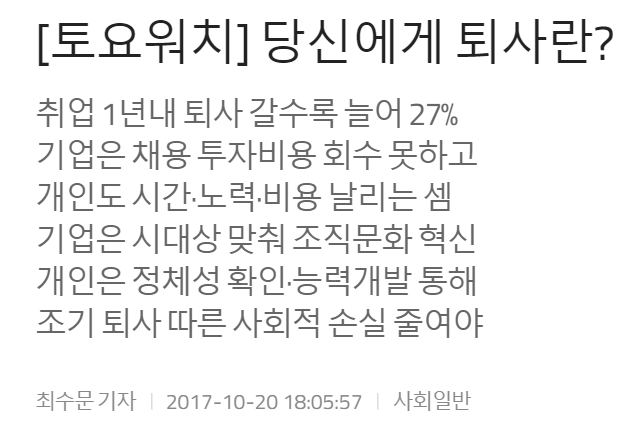 [토요워치] 당신에게 퇴사란?
취업 1년내 퇴사 갈수록 늘어 27%
기업은 채용 투자비용 회수 못하고
개인도 시간·노력·비용 날리는 셈
기업은 시대상 맞춰 조직문화 혁신
개인은 정체성 확인·능력개발 통해
조기 퇴사 따른 사회적 손실 줄여야
최수문 기자 | 2017-10-20 18:05:57 | 사회일반